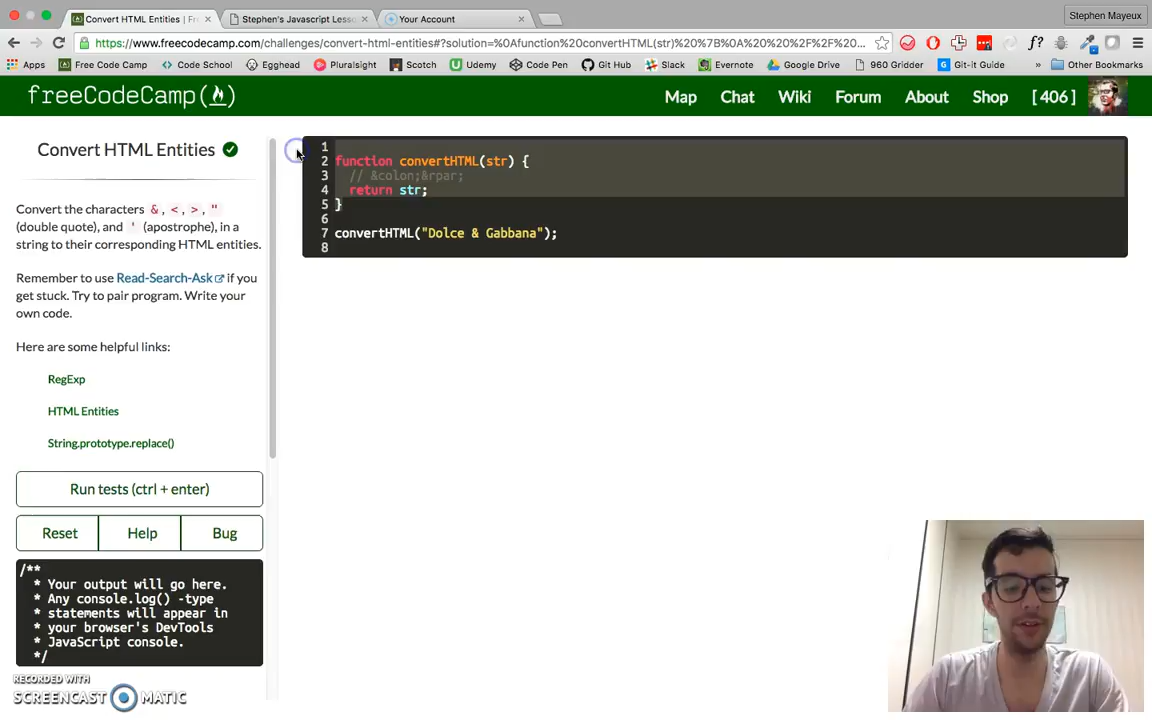 Convert HTML Entities | Fr
Stephen's Javascript Lesso
Your Account
Stephen Mayeux
https://www.freecodecamp.com/challenges/convert-html-entities#?solution=%0Afunction%20convertHTML(str)%20%7B%0A%20%20%2F%2F%20...
Apps
Free Code Camp
Code School
Egghead
Pluralsight
Scotch
Udemy
Code Pen
Git Hub
Slack
Evernote
Google Drive
960 Gridder
Git-it Guide
»
Other Bookmarks
freeCodeCamp
Map
Chat
Wiki
Forum
About
Shop
[ 406 ]
Convert HTML Entities
Convert the characters &, <, >, "
(double quote), and ' (apostrophe), in a
string to their corresponding HTML entities.
Remember to use Read-Search-Ask if you
get stuck. Try to pair program. Write your
own code.
Here are some helpful links:
RegExp
HTML Entities
String.prototype.replace()
Run tests (ctrl + enter)
Reset
Help
Bug
/**
* Your output will go here.
* Any console.log() -type
* statements will appear in
* your browser's DevTools
* JavaScript console.
*/
1
2 function convertHTML(str) {
3 // &colon;&rpar;
4 return str;
5 }
6
7 convertHTML("Dolce & Gabbana");
8
RECORDED WITH
SCREENCAST MATIC